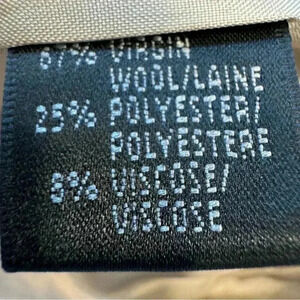 67% VIRGIN
WOOL/LAINE
25% POLYESTER/
POLYESTERE
8% VISCOSE/
VISCOSE